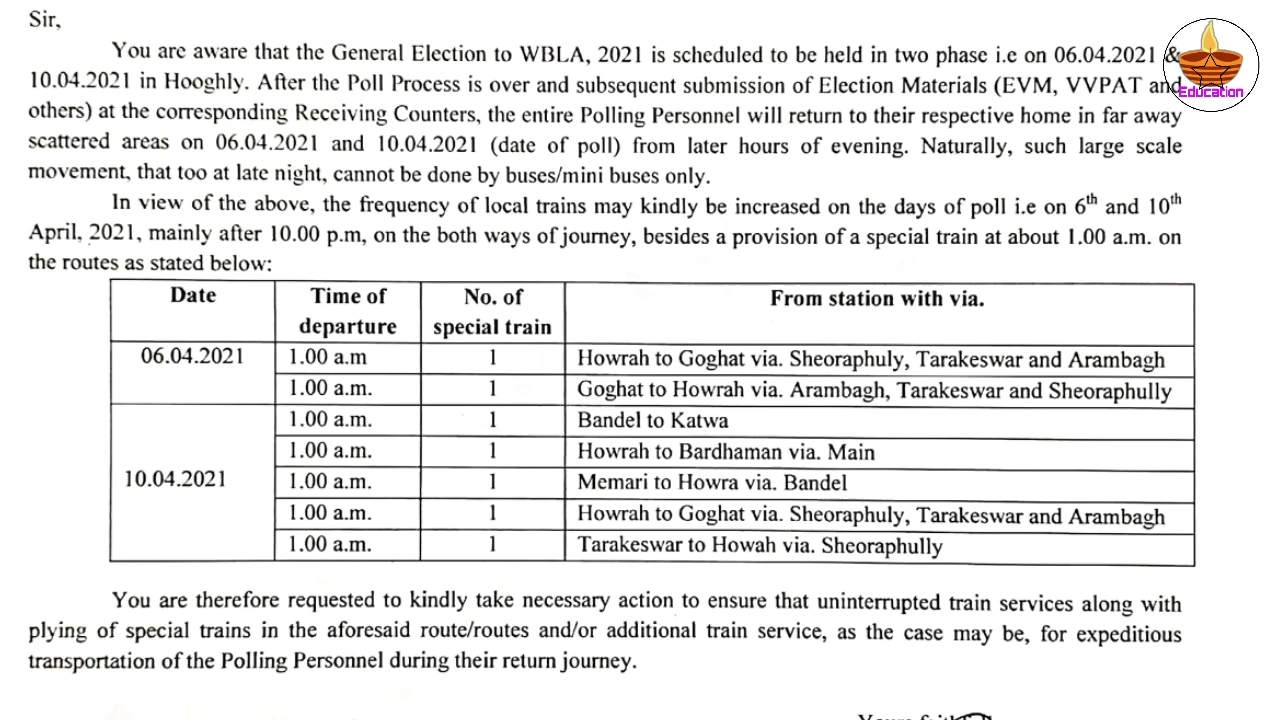 Sir,
You are aware that the General Election to WBLA, 2021 is scheduled to be held in two phase i.e on 06.04.2021 &
10.04.2021 in Hooghly. After the Poll Process is over and subsequent submission of Election Materials (EVM, VVPAT and
others) at the corresponding Receiving Counters, the entire Polling Personnel will return to their respective home in far away
scattered areas on 06.04.2021 and 10.04.2021 (date of poll) from later hours of evening. Naturally, such large scale
movement, that too at late night, cannot be done by buses/mini buses only.
In view of the above, the frequency of local trains may kindly be increased on the days of poll i.e on 6th and 10th
April, 2021, mainly after 10.00 p.m, on the both ways of journey, besides a provision of a special train at about 1.00 a.m. on
the routes as stated below:
Date Time of departure No. of special train From station with via.
06.04.2021 1.00 a.m 1 Howrah to Goghat via. Sheoraphuly, Tarakeswar and Arambagh
1.00 a.m. 1 Goghat to Howrah via. Arambagh, Tarakeswar and Sheoraphully
10.04.2021 1.00 a.m. 1 Bandel to Katwa
1.00 a.m. 1 Howrah to Bardhaman via. Main
1.00 a.m. 1 Memari to Howra via. Bandel
1.00 a.m. 1 Howrah to Goghat via. Sheoraphuly, Tarakeswar and Arambagh
1.00 a.m. 1 Tarakeswar to Howah via. Sheoraphully
You are therefore requested to kindly take necessary action to ensure that uninterrupted train services along with
plying of special trains in the aforesaid route/routes and/or additional train service, as the case may be, for expeditious
transportation of the Polling Personnel during their return journey.
Education